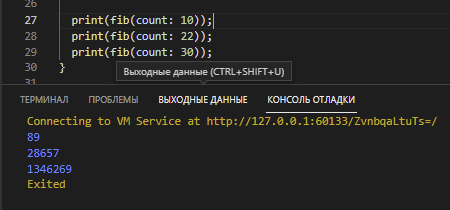 26
27 print(fib(count: 10));
28 print(fib(count: 22));
29 print(fib(count: 30));
30 }
31
Выходные данные (CTRL+SHIFT+U)
ТЕРМИНАЛ ПРОБЛЕМЫ ВЫХОДНЫЕ ДАННЫЕ КОНСОЛЬ ОТЛАДКИ
Connecting to VM Service at http://127.0.0.1:60133/ZvnbqaLtuTs=/
89
28657
1346269
Exited